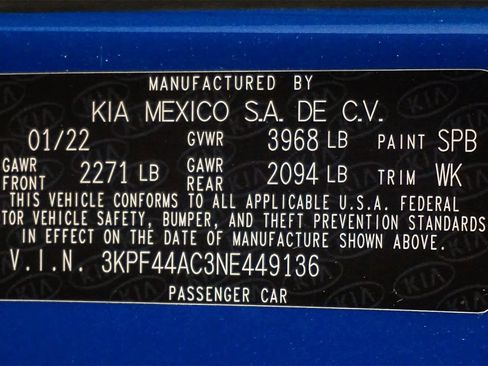 MANUFACTURED BY
KIA MEXICO S.A. DE C.V.
01/22 GVWR 3968 LB PAINT SPB
GAWR FRONT 2271 LB GAWR REAR 2094 LB TRIM WK
THIS VEHICLE CONFORMS TO ALL APPLICABLE U.S.A. FEDERAL
TOR VEHICLE SAFETY, BUMPER, AND THEFT PREVENTION STANDARDS
IN EFFECT ON THE DATE OF MANUFACTURE SHOWN ABOVE.
V.I.N. 3KPF44AC3NE449136
PASSENGER CAR